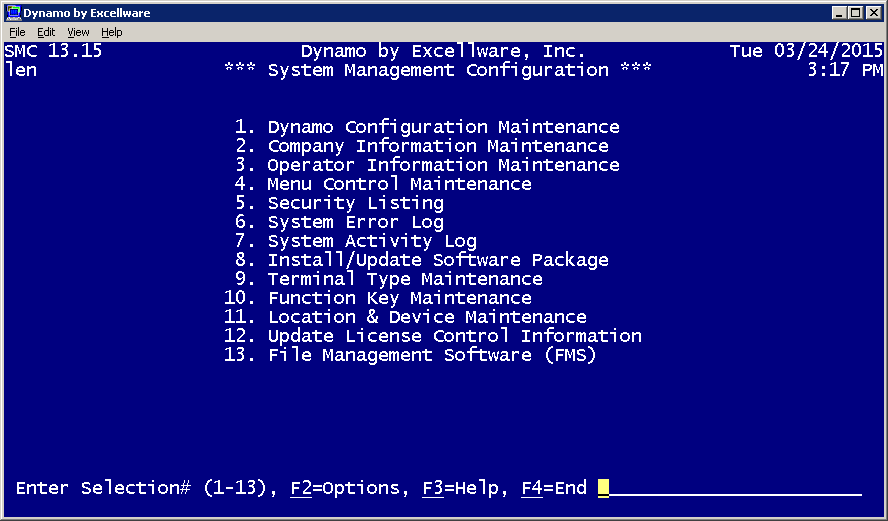 Dynamo by Excellware
File Edit View Help
SMC 13.15 Dynamo by Excellware, Inc. Tue 03/24/2015
len *** System Management Configuration *** 3:17 PM
1. Dynamo Configuration Maintenance
2. Company Information Maintenance
3. Operator Information Maintenance
4. Menu Control Maintenance
5. Security Listing
6. System Error Log
7. System Activity Log
8. Install/Update Software Package
9. Terminal Type Maintenance
10. Function Key Maintenance
11. Location & Device Maintenance
12. Update License Control Information
13. File Management Software (FMS)
Enter Selection# (1-13), F2=Options, F3=Help, F4=End